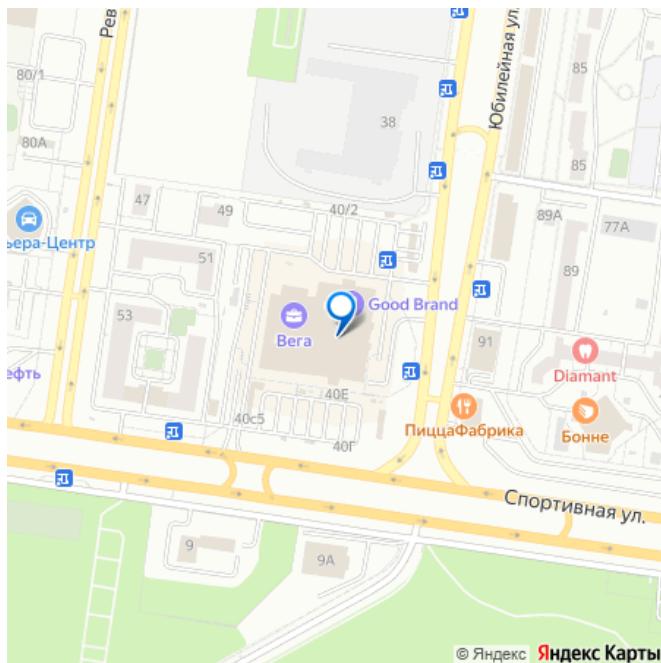 Рев
80/1
80А
ьера-Центр
47
49
51
53
ефть
38
40/2
Юбилейная ул.
85
85
89А
77А
89
91
Good Brand
Вега
40Е
40с5
40Г
Diamant
ПиццаФабрика
Бонне
Спортивная ул.
9
9А
© Яндекс Яндекс Карты